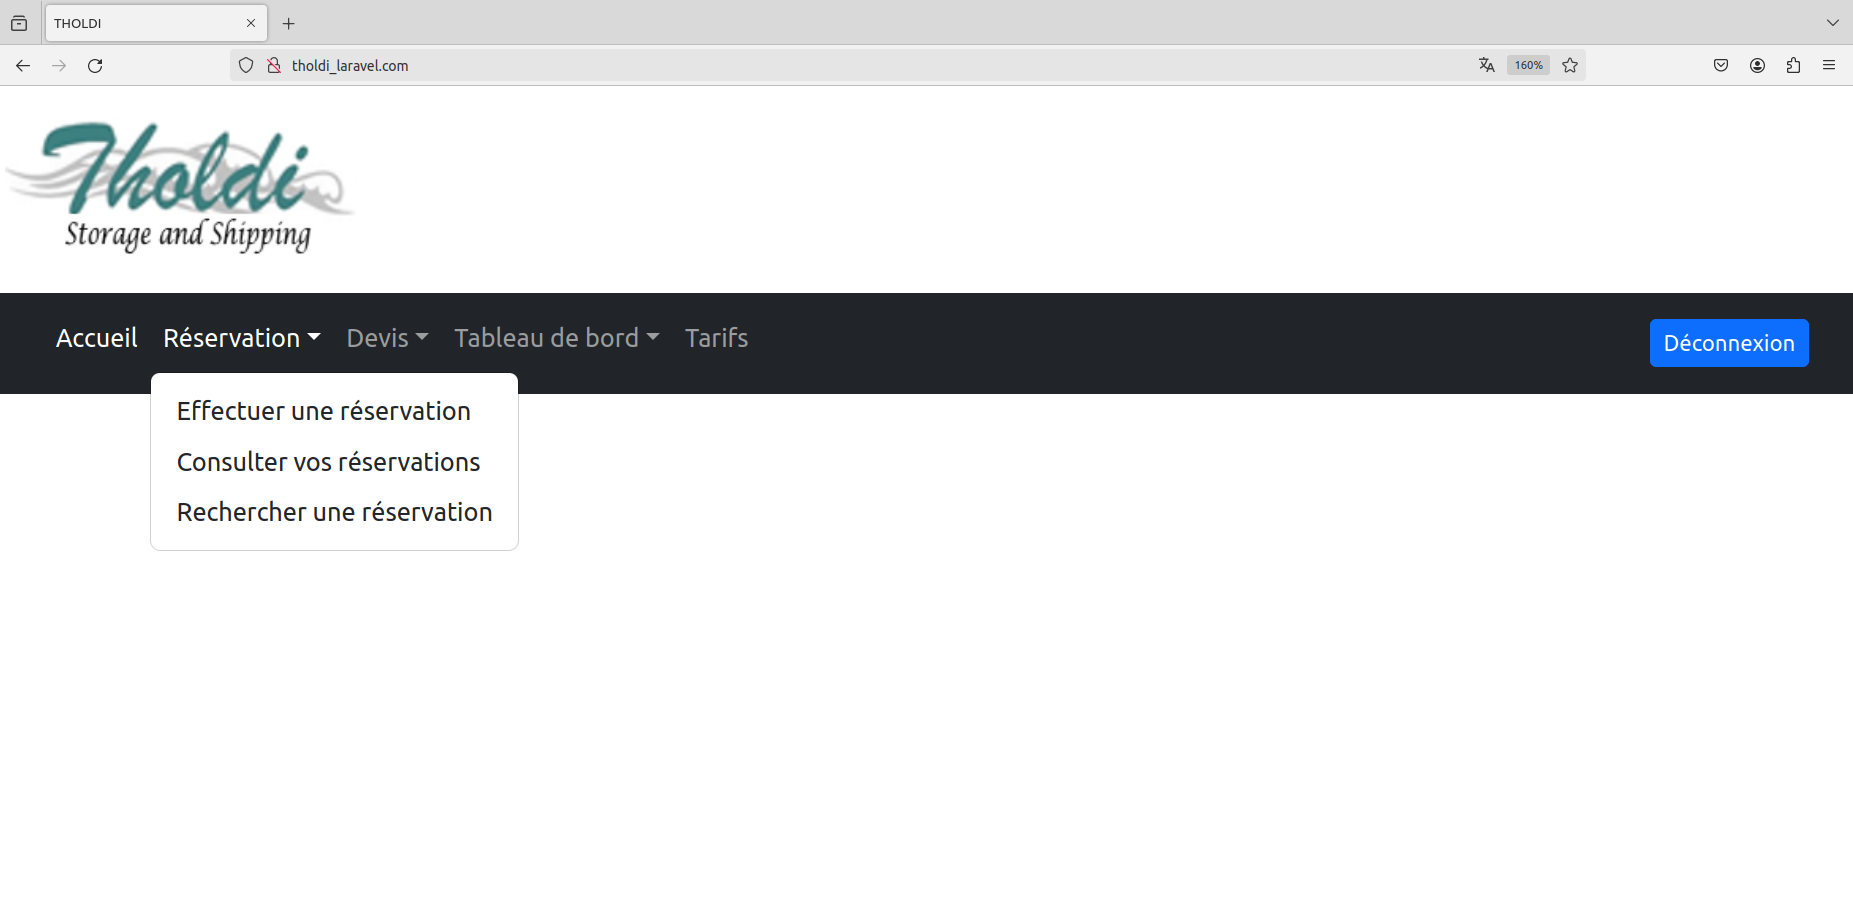 THOLDI
tholdi_laravel.com
160%
Tholdi
Storage and Shipping
Accueil Réservation Devis Tableau de bord Tarifs Déconnexion
Effectuer une réservation
Consulter vos réservations
Rechercher une réservation